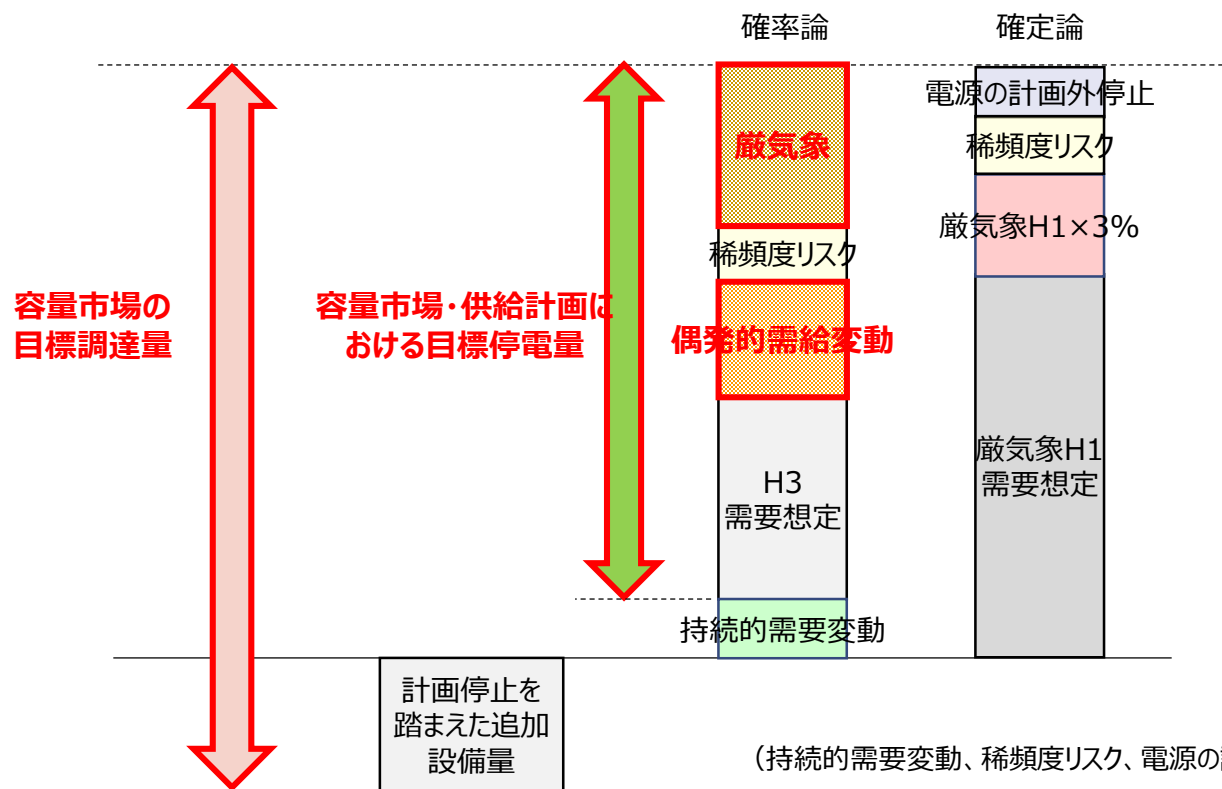 確率論
確定論
電源の計画外停止
厳気象
稀頻度リスク
厳気象H1×3%
稀頻度リスク
容量市場の
目標調達量
容量市場・供給計画に
おける目標停電量
偶発的需給変動
厳気象H1
需要想定
H3
需要想定
持続的需要変動
計画停止を
踏まえた追加
設備量
（持続的需要変動、稀頻度リスク、電源の